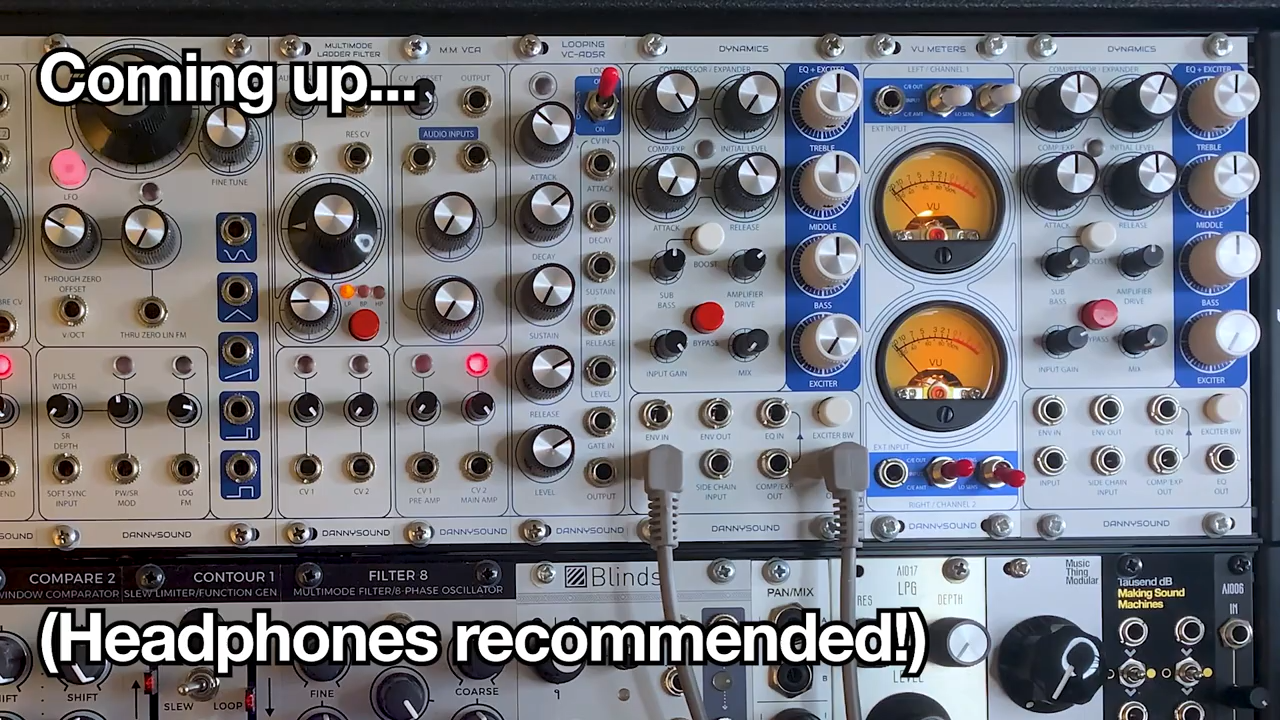 Coming up...
(Headphones recommended!)
MULTIMODE
LADDER FILTER
MM VCA
LOOPING
VC-ADSR
DYNAMICS
VU METERS
DYNAMICS
OUTPUT
RES CV
AUDIO INPUTS
FINE TUNE
LFO
THROUGH ZERO
OFFSET
V/OCT
THRU ZERO LIN FM
PULSE
WIDTH
SR
DEPTH
SOFT SYNC
INPUT
PW/SR
MOD
LOG
FM
LP
BP
HP
CV 1
CV 2
CV 1
PRE AMP
CV 2
MAIN AMP
ON
CV IN
ATTACK
DECAY
SUSTAIN
RELEASE
LEVEL
ATTACK
DECAY
SUSTAIN
RELEASE
LEVEL
GATE IN
OUTPUT
COMPRESSOR / EXPANDER
EQ + EXCITER
COMP/EXP
INITIAL LEVEL
TREBLE
ATTACK
RELEASE
MIDDLE
BOOST
SUB
BASS
AMPLIFIER
DRIVE
BASS
BYPASS
INPUT GAIN
MIX
EXCITER
ENV IN
ENV OUT
EQ IN
EXCITER BW
SIDE CHAIN
INPUT
COMP/EXP
OUT
LEFT / CHANNEL 1
EXT INPUT
VU
VU
EXT INPUT
RIGHT / CHANNEL 2
COMPRESSOR / EXPANDER
EQ + EXCITER
COMP/EXP
INITIAL LEVEL
TREBLE
ATTACK
RELEASE
MIDDLE
SUB
BASS
AMPLIFIER
DRIVE
BASS
INPUT GAIN
MIX
EXCITER
ENV IN
ENV OUT
EQ IN
EXCITER BW
INPUT
SIDE CHAIN
INPUT
COMP/EXP
OUT
EQ
OUT
DANNYSOUND
DANNYSOUND
DANNYSOUND
DANNYSOUND
DANNYSOUND
DANNYSOUND
DANNYSOUND
COMPARE 2
WINDOW COMPARATOR
CONTOUR 1
SLEW LIMITER/FUNCTION GEN
FILTER 8
MULTIMODE FILTER/8-PHASE OSCILLATOR
Blinds
PAN/MIX
AI017
LPG
DEPTH
LEVEL
Music
Thing
Modular
Tausend dB
Making Sound
Machines
AI006
IN
SHIFT
SLEW
LOOP
FINE
COARSE